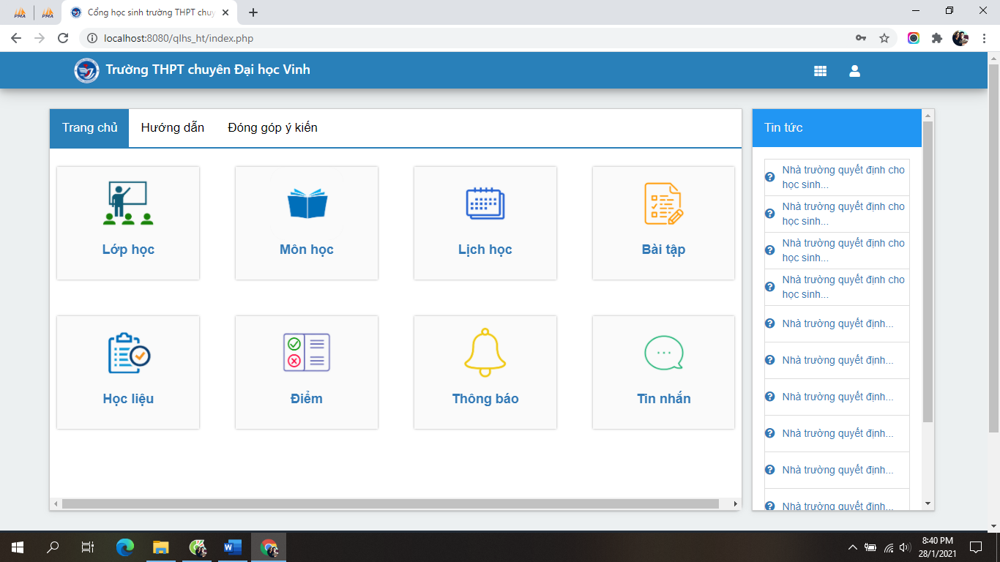 PMA
PMA
Cổng học sinh trường THPT chuy
localhost:8080/qlhs_ht/index.php
Trường THPT chuyên Đại học Vinh
Trang chủ
Hướng dẫn
Đóng góp ý kiến
Lớp học
Môn học
Lịch học
Bài tập
Học liệu
Điểm
Thông báo
Tin nhắn
Tin tức
Nhà trường quyết định cho
học sinh...
Nhà trường quyết định cho
học sinh...
Nhà trường quyết định cho
học sinh...
Nhà trường quyết định cho
học sinh...
Nhà trường quyết định...
Nhà trường quyết định...
Nhà trường quyết định...
Nhà trường quyết định...
Nhà trường quyết định...
Nhà trường quyết định...
8:40 PM
28/1/2021